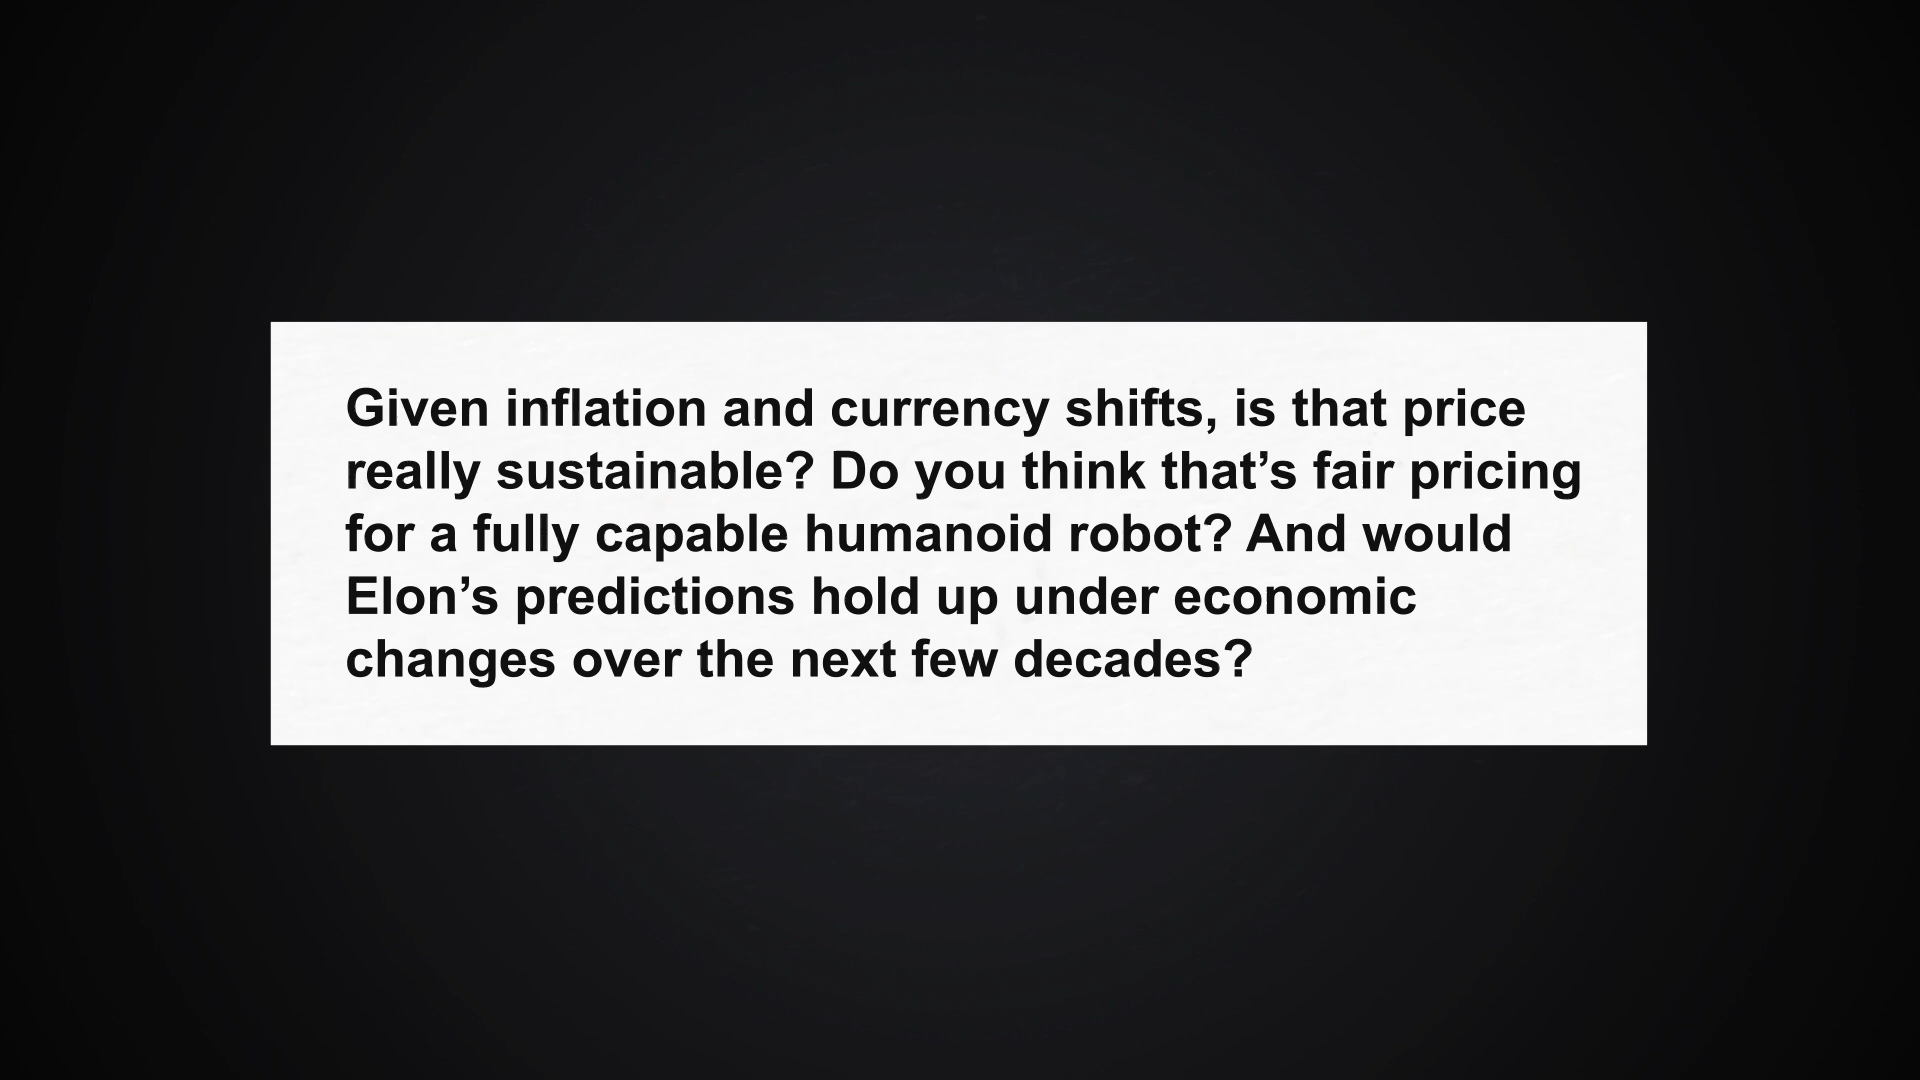 Given inflation and currency shifts, is that price
really sustainable? Do you think that’s fair pricing
for a fully capable humanoid robot? And would
Elon’s predictions hold up under economic
changes over the next few decades?